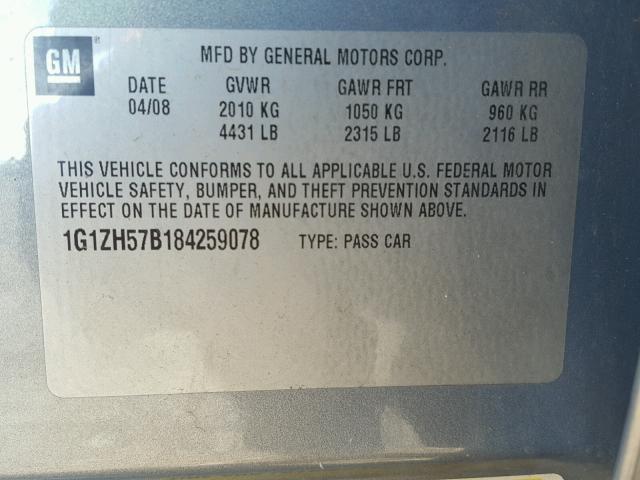 GM ® MFD BY GENERAL MOTORS CORP.
DATE GVWR GAWR FRT GAWR RR
04/08 2010 KG 1050 KG 960 KG
4431 LB 2315 LB 2116 LB
THIS VEHICLE CONFORMS TO ALL APPLICABLE U.S. FEDERAL MOTOR
VEHICLE SAFETY, BUMPER, AND THEFT PREVENTION STANDARDS IN
EFFECT ON THE DATE OF MANUFACTURE SHOWN ABOVE.
1G1ZH57B184259078 TYPE: PASS CAR